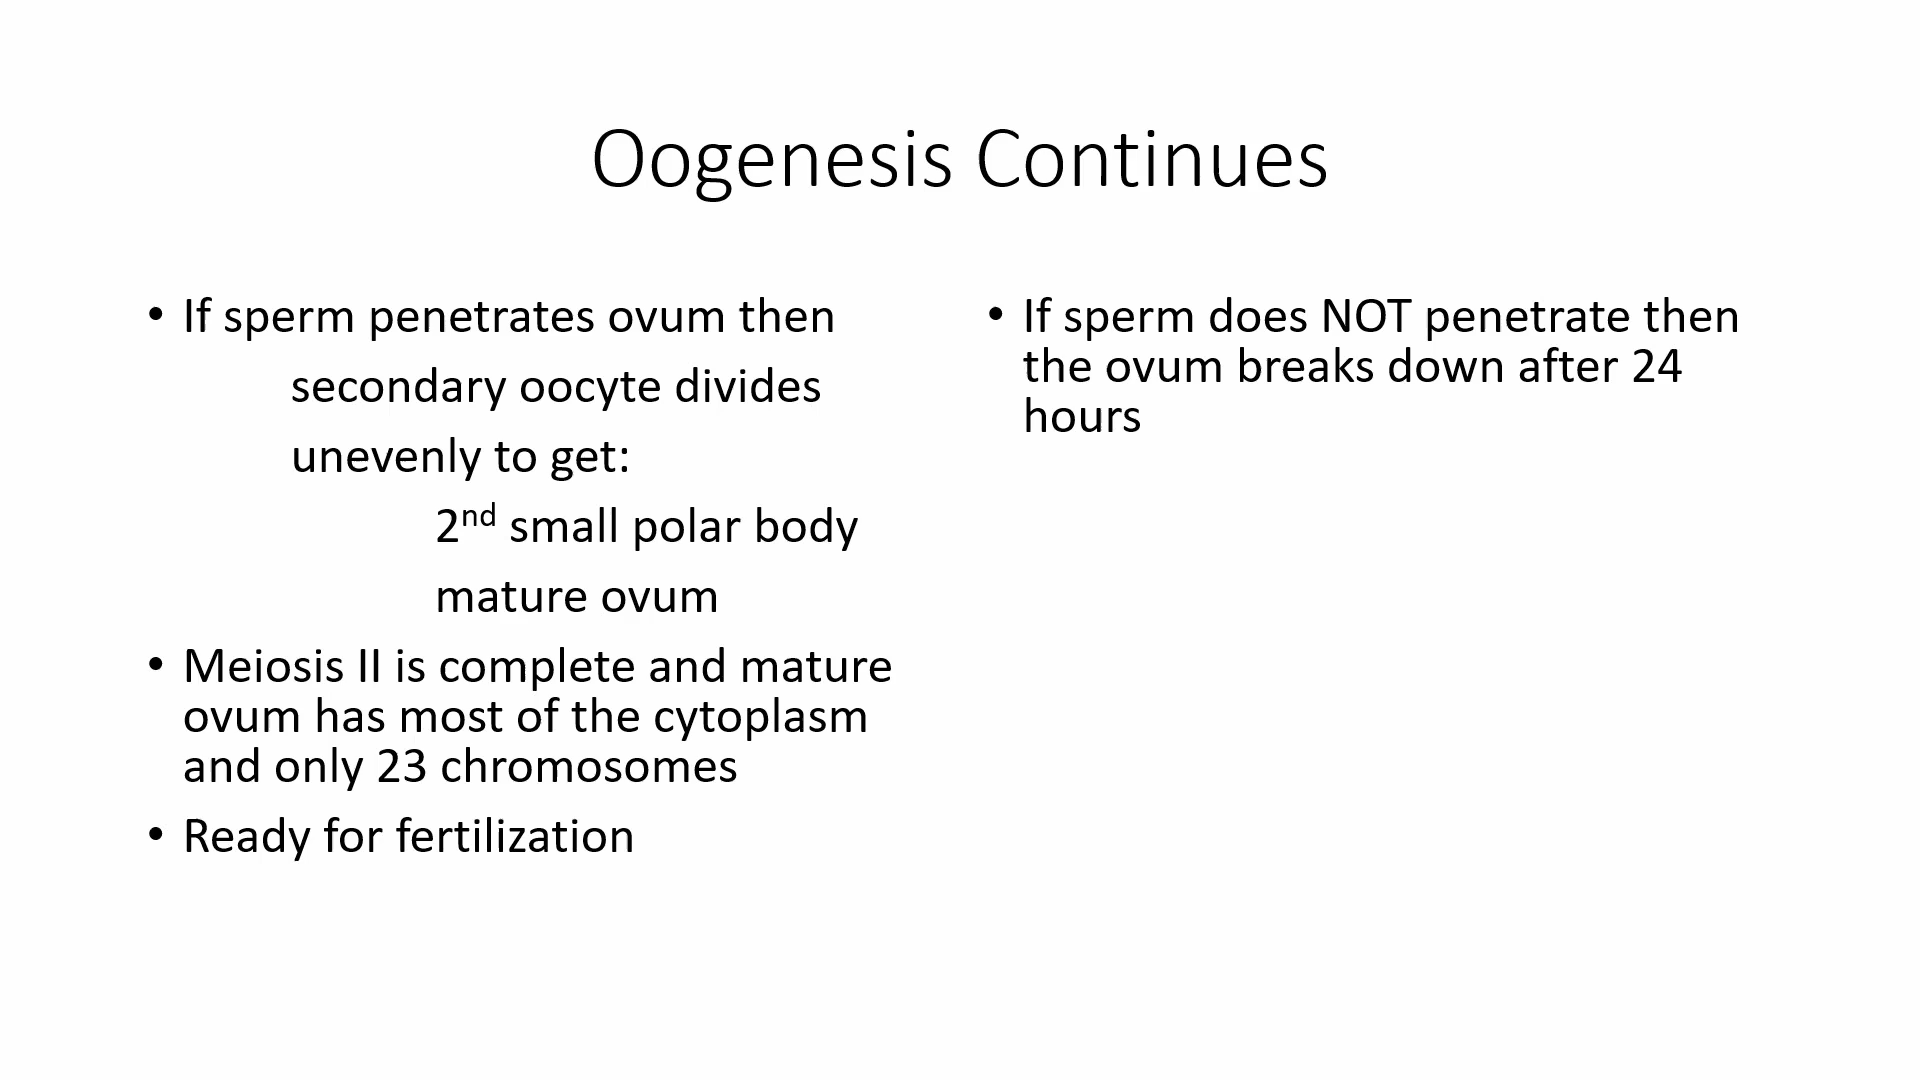 Oogenesis Continues
• If sperm penetrates ovum then
secondary oocyte divides
unevenly to get:
2nd small polar body
mature ovum
• Meiosis II is complete and mature
ovum has most of the cytoplasm
and only 23 chromosomes
• Ready for fertilization
• If sperm does NOT penetrate then
the ovum breaks down after 24
hours